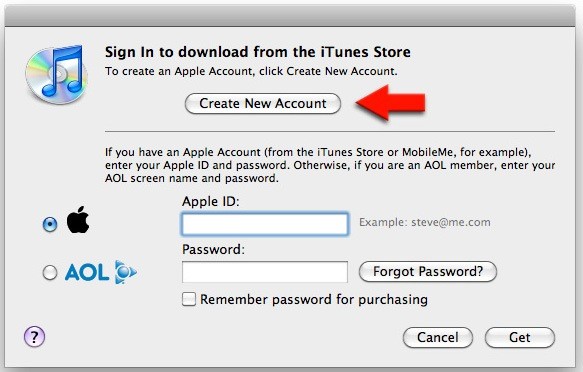 Sign In to download from the iTunes Store
To create an Apple Account, click Create New Account.
Create New Account
If you have an Apple Account (from the iTunes Store or MobileMe, for example),
enter your Apple ID and password. Otherwise, if you are an AOL member, enter your
AOL screen name and password.
Apple ID:
Example: steve@me.com
Password:
AOL
Forgot Password?
Remember password for purchasing
?
Cancel
Get